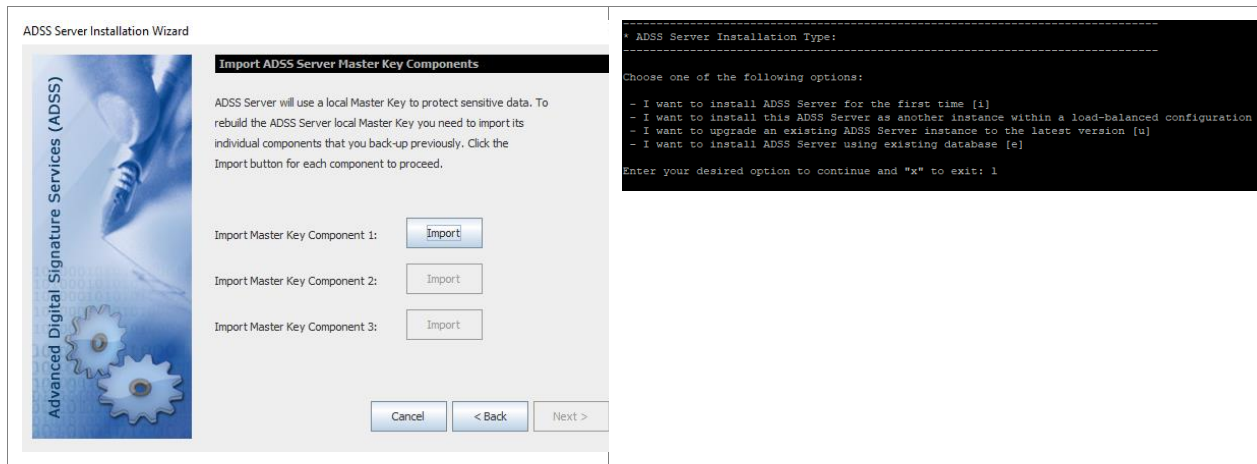 ADSS Server Installation Wizard
Advanced Digital Signature Services (ADSS)
Import ADSS Server Master Key Components
ADSS Server will use a local Master Key to protect sensitive data. To
rebuild the ADSS Server local Master Key you need to import its
individual components that you back-up previously. Click the
Import button for each component to proceed.
Import Master Key Component 1: Import
Import Master Key Component 2: Import
Import Master Key Component 3: Import
Cancel < Back Next >
* ADSS Server Installation Type:
Choose one of the following options:
- I want to install ADSS Server for the first time [i]
- I want to install this ADSS Server as another instance within a load-balanced configuration
- I want to upgrade an existing ADSS Server instance to the latest version [u]
- I want to install ADSS Server using existing database [e]
Enter your desired option to continue and "x" to exit: l